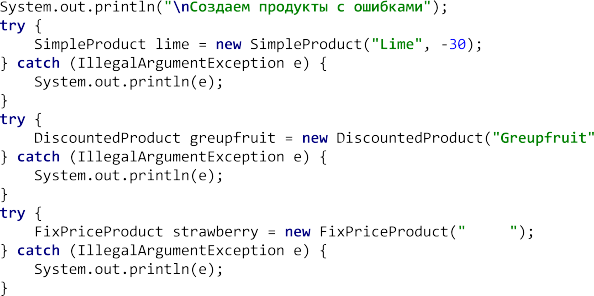 System.out.println("\nСоздаем продукты с ошибками");
try {
    SimpleProduct lime = new SimpleProduct("Lime", -30);
} catch (IllegalArgumentException e) {
    System.out.println(e);
}
try {
    DiscountedProduct greupfruit = new DiscountedProduct("Greupfruit"
} catch (IllegalArgumentException e) {
    System.out.println(e);
}
try {
    FixPriceProduct strawberry = new FixPriceProduct("     ");
} catch (IllegalArgumentException e) {
    System.out.println(e);
}